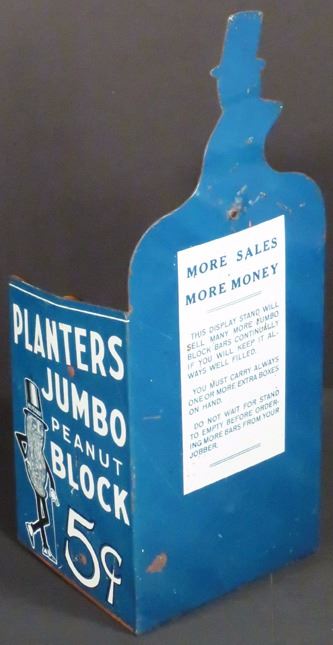 PLANTERS
JUMBO
PEANUT
BLOCK
5¢
MORE SALES
MORE MONEY
THIS DISPLAY STAND WILL
SELL MANY MORE JUMBO
BLOCK BARS CONTINUALLY
IF YOU WILL KEEP IT AL-
WAYS WELL FILLED.
YOU MUST CARRY ALWAYS
ONE OR MORE EXTRA BOXES
ON HAND.
DO NOT WAIT FOR STAND
TO EMPTY BEFORE ORDER-
ING MORE BARS FROM YOUR
JOBBER.